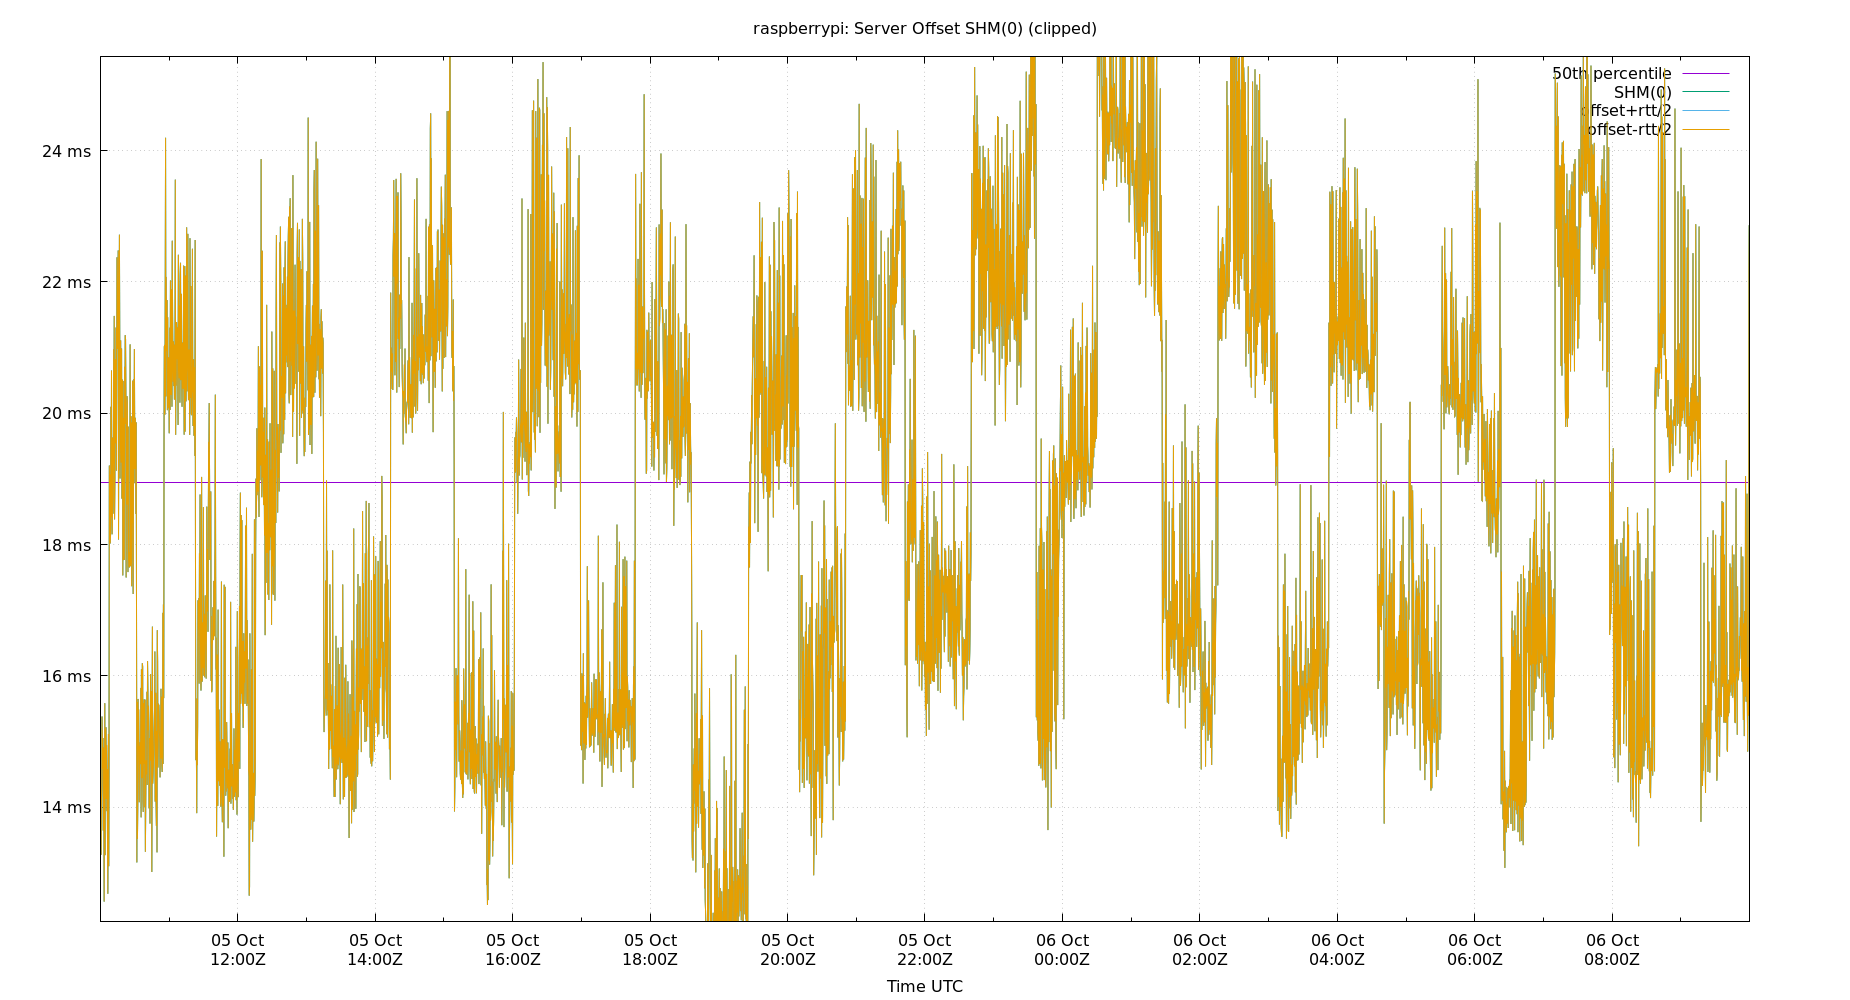 raspberrypi: Server Offset SHM(0) (clipped)
50th percentile
SHM(0)
offset+rtt/2
offset-rtt/2
24 ms
22 ms
20 ms
18 ms
16 ms
14 ms
05 Oct 05 Oct 05 Oct 05 Oct 05 Oct 05 Oct 06 Oct 06 Oct 06 Oct 06 Oct 06 Oct
12:00Z 14:00Z 16:00Z 18:00Z 20:00Z 22:00Z 00:00Z 02:00Z 04:00Z 06:00Z 08:00Z
Time UTC